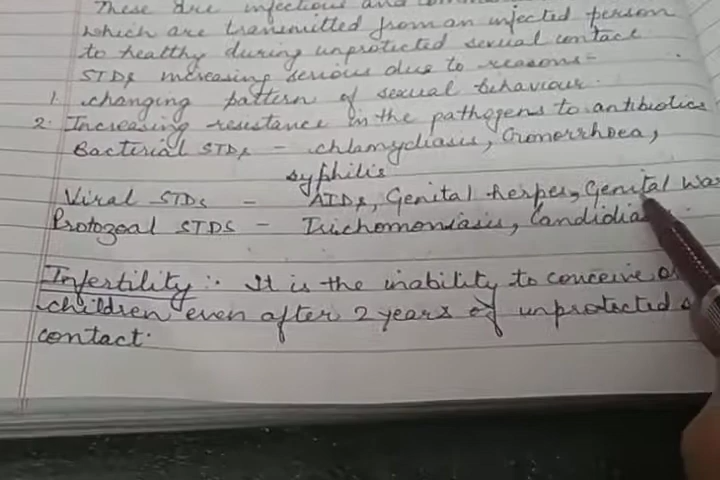 These are infectious and
which are transmitted from an infected person
to healthy during unprotected sexual contact
STDs increasing serious due to reasons-
1. changing pattern of sexual behaviour.
2. Increasing resistance in the pathogens to antibiotics
Bacterial STDs - chlamydiasis, Gonorrhoea,
syphilis
Viral STDs - AIDs, Genital herpes, Genital
Protozoal STDS - Trichomoniasis,
Infertility:- It is the inability to conceive
children even after 2 years of unprotected
contact.